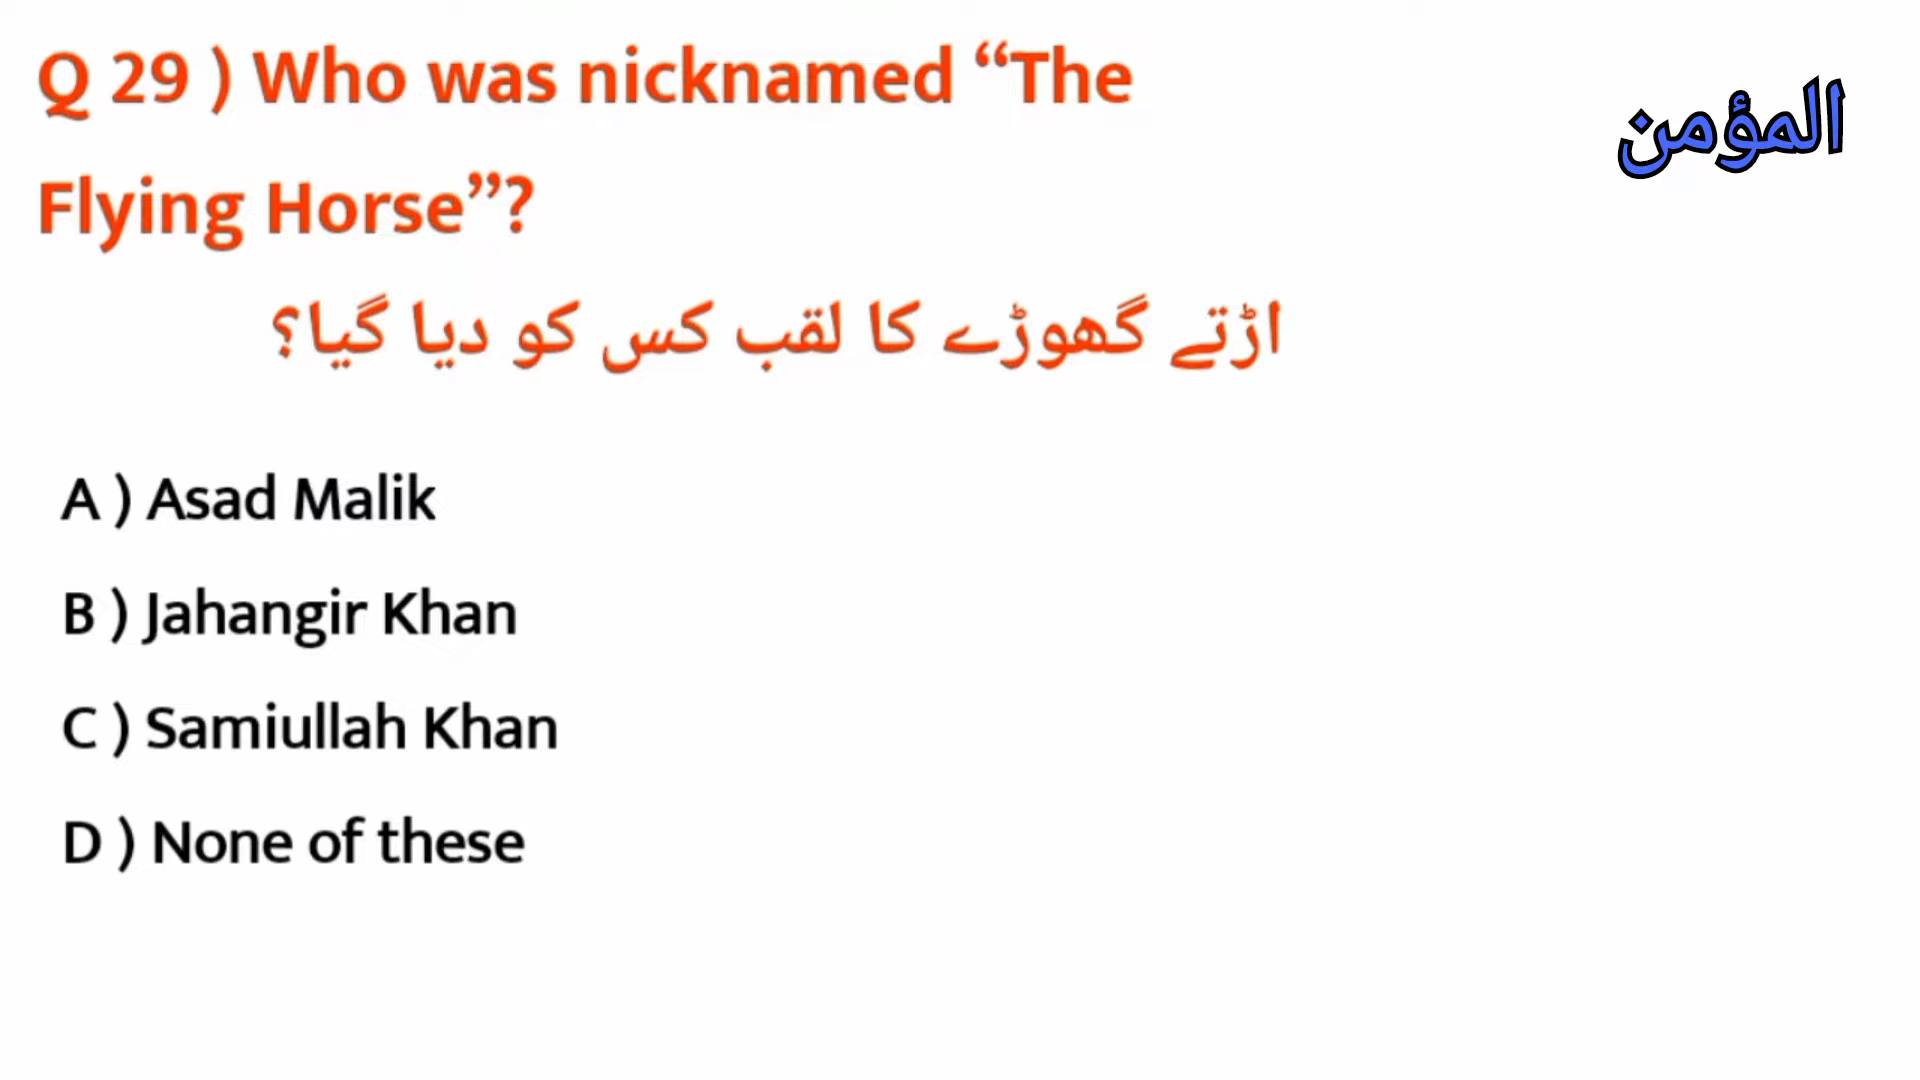 Q 29 ) Who was nicknamed “The
Flying Horse”?
اڑتے گھوڑے کا لقب کس کو دیا گیا؟
A ) Asad Malik
B ) Jahangir Khan
C ) Samiullah Khan
D ) None of these
المؤمن